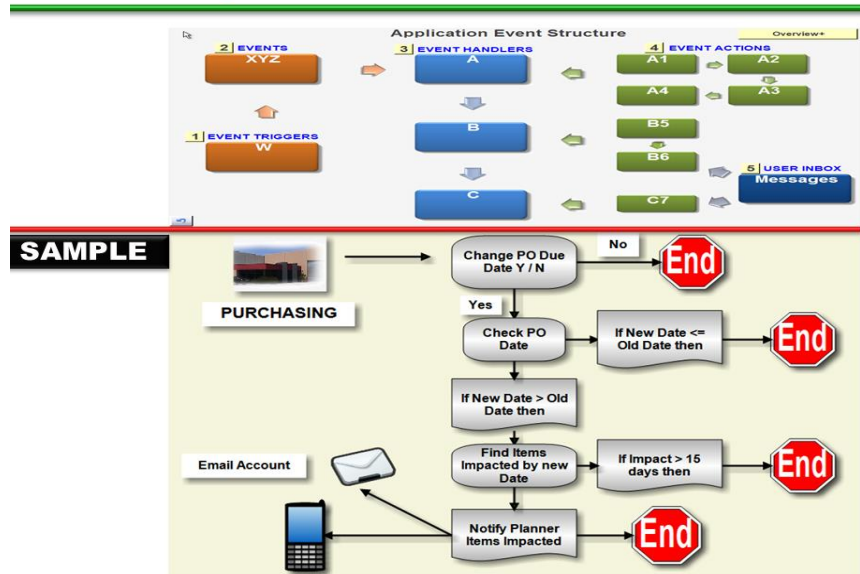 Application Event Structure
Overview+
2 EVENTS
3 EVENT HANDLERS
4 EVENT ACTIONS
XYZ
A
A1
A2
A4
A3
1 EVENT TRIGGERS
W
B
B5
B6
5 USER INBOX
Messages
C
C7
SAMPLE
PURCHASING
Change PO Due
Date Y / N
No
End
Yes
Check PO
Date
If New Date <=
Old Date then
End
If New Date > Old
Date then
Email Account
Find Items
Impacted by new
Date
If Impact > 15
days then
End
Notify Planner
Items Impacted
End